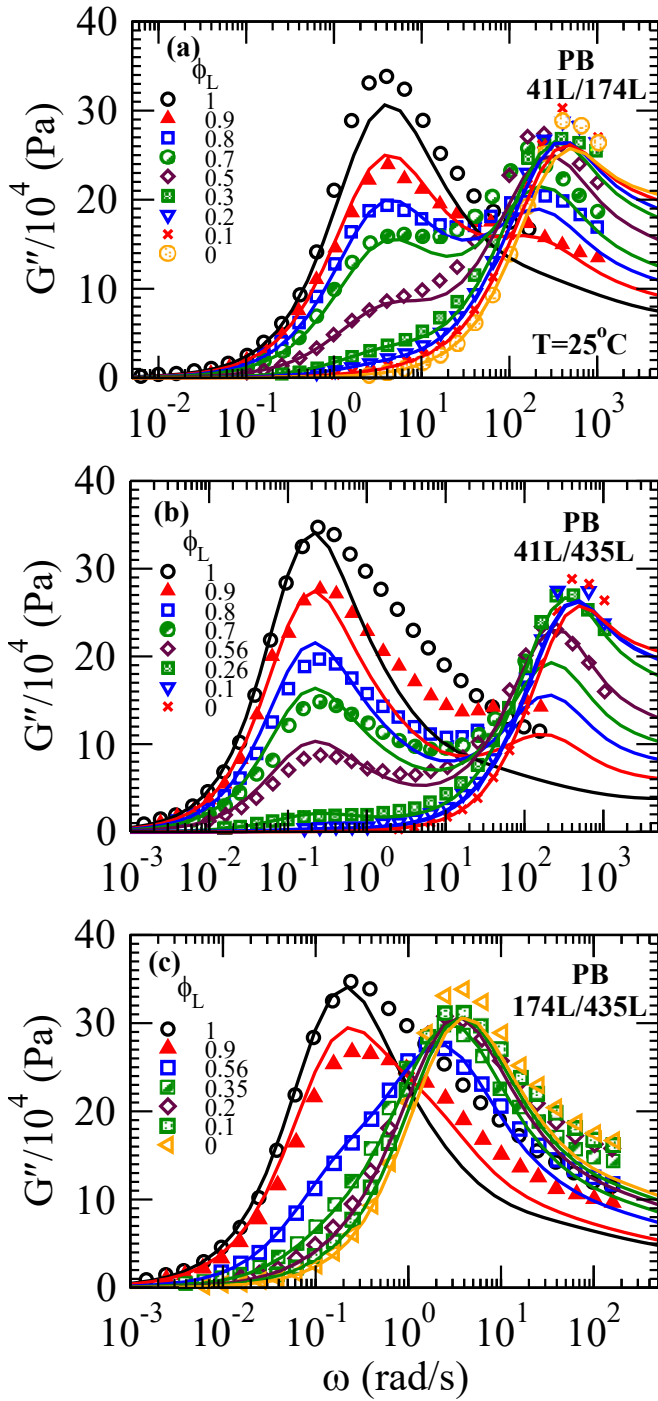 40
30
20
10
0
G″/10⁴ (Pa)
(a)
ϕ_L
1
0.9
0.8
0.7
0.5
0.3
0.2
0.1
0
PB
41L/174L
T=25°C
10⁻² 10⁻¹ 10⁰ 10¹ 10² 10³
40
30
20
10
0
G″/10⁴ (Pa)
(b)
ϕ_L
1
0.9
0.8
0.7
0.56
0.26
0.1
0
PB
41L/435L
10⁻³ 10⁻² 10⁻¹ 10⁰ 10¹ 10² 10³
40
30
20
10
0
G″/10⁴ (Pa)
(c)
ϕ_L
1
0.9
0.56
0.35
0.2
0.1
0
PB
174L/435L
10⁻³ 10⁻² 10⁻¹ 10⁰ 10¹ 10²
ω (rad/s)